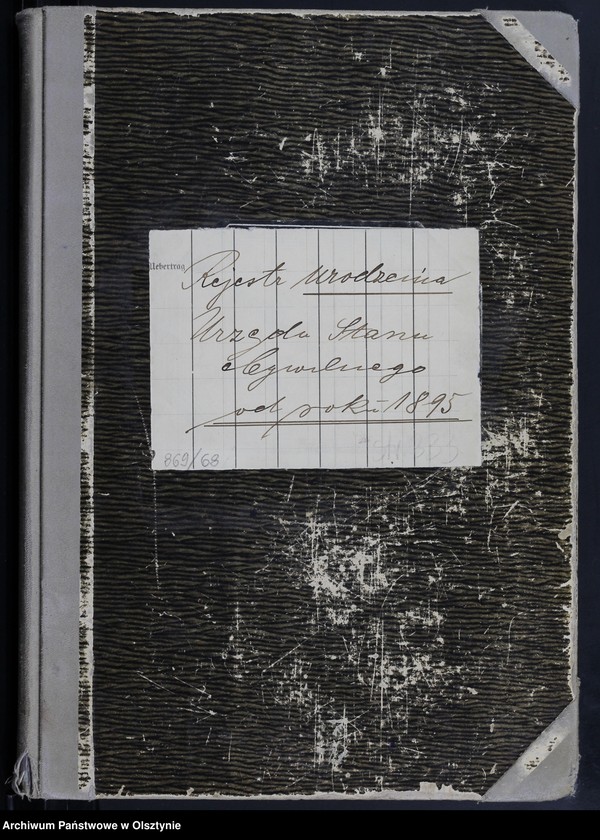 Uebertrag
Rejestr urodzenia
Urzędu Stanu
Cywilnego
od roku 1895
869/68
Archiwum Państwowe w Olsztynie